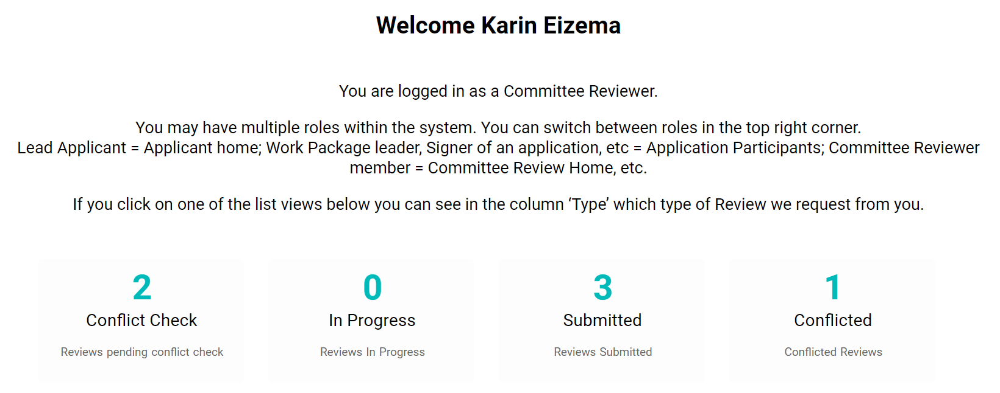 Welcome Karin Eizema
You are logged in as a Committee Reviewer.
You may have multiple roles within the system. You can switch between roles in the top right corner.
Lead Applicant = Applicant home; Work Package leader, Signer of an application, etc = Application Participants; Committee Reviewer
member = Committee Review Home, etc.
If you click on one of the list views below you can see in the column ‘Type’ which type of Review we request from you.
2
Conflict Check
Reviews pending conflict check
0
In Progress
Reviews In Progress
3
Submitted
Reviews Submitted
1
Conflicted
Conflicted Reviews